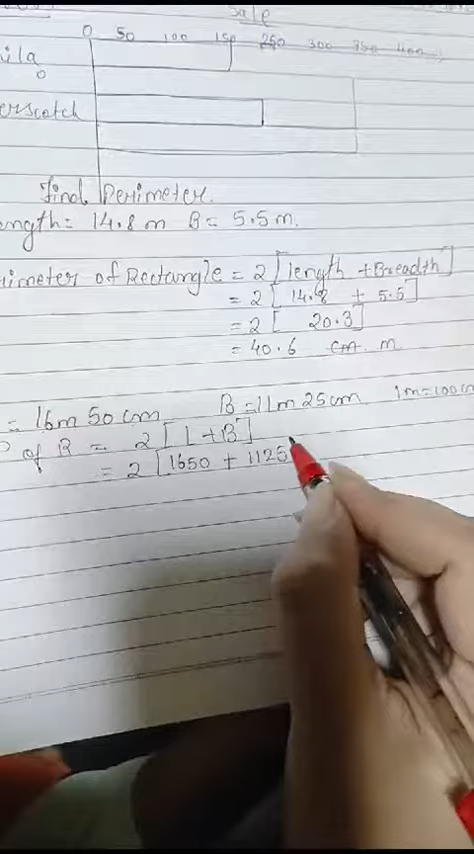 Sale
0 50 100 150 250 300 350 400
ila
0
erscotch
Find Perimeter.
ength = 14.8 m B = 5.5 m.
imeter of Rectangle = 2 [length + Breadth]
= 2 [ 14.8 + 5.5 ]
= 2 [ 20.3 ]
= 40.6 cm. m
= 16m 50 cm B = 11m 25cm 1m = 100 cm
P of R = 2 [ l + B ]
= 2 [ 1650 + 1125